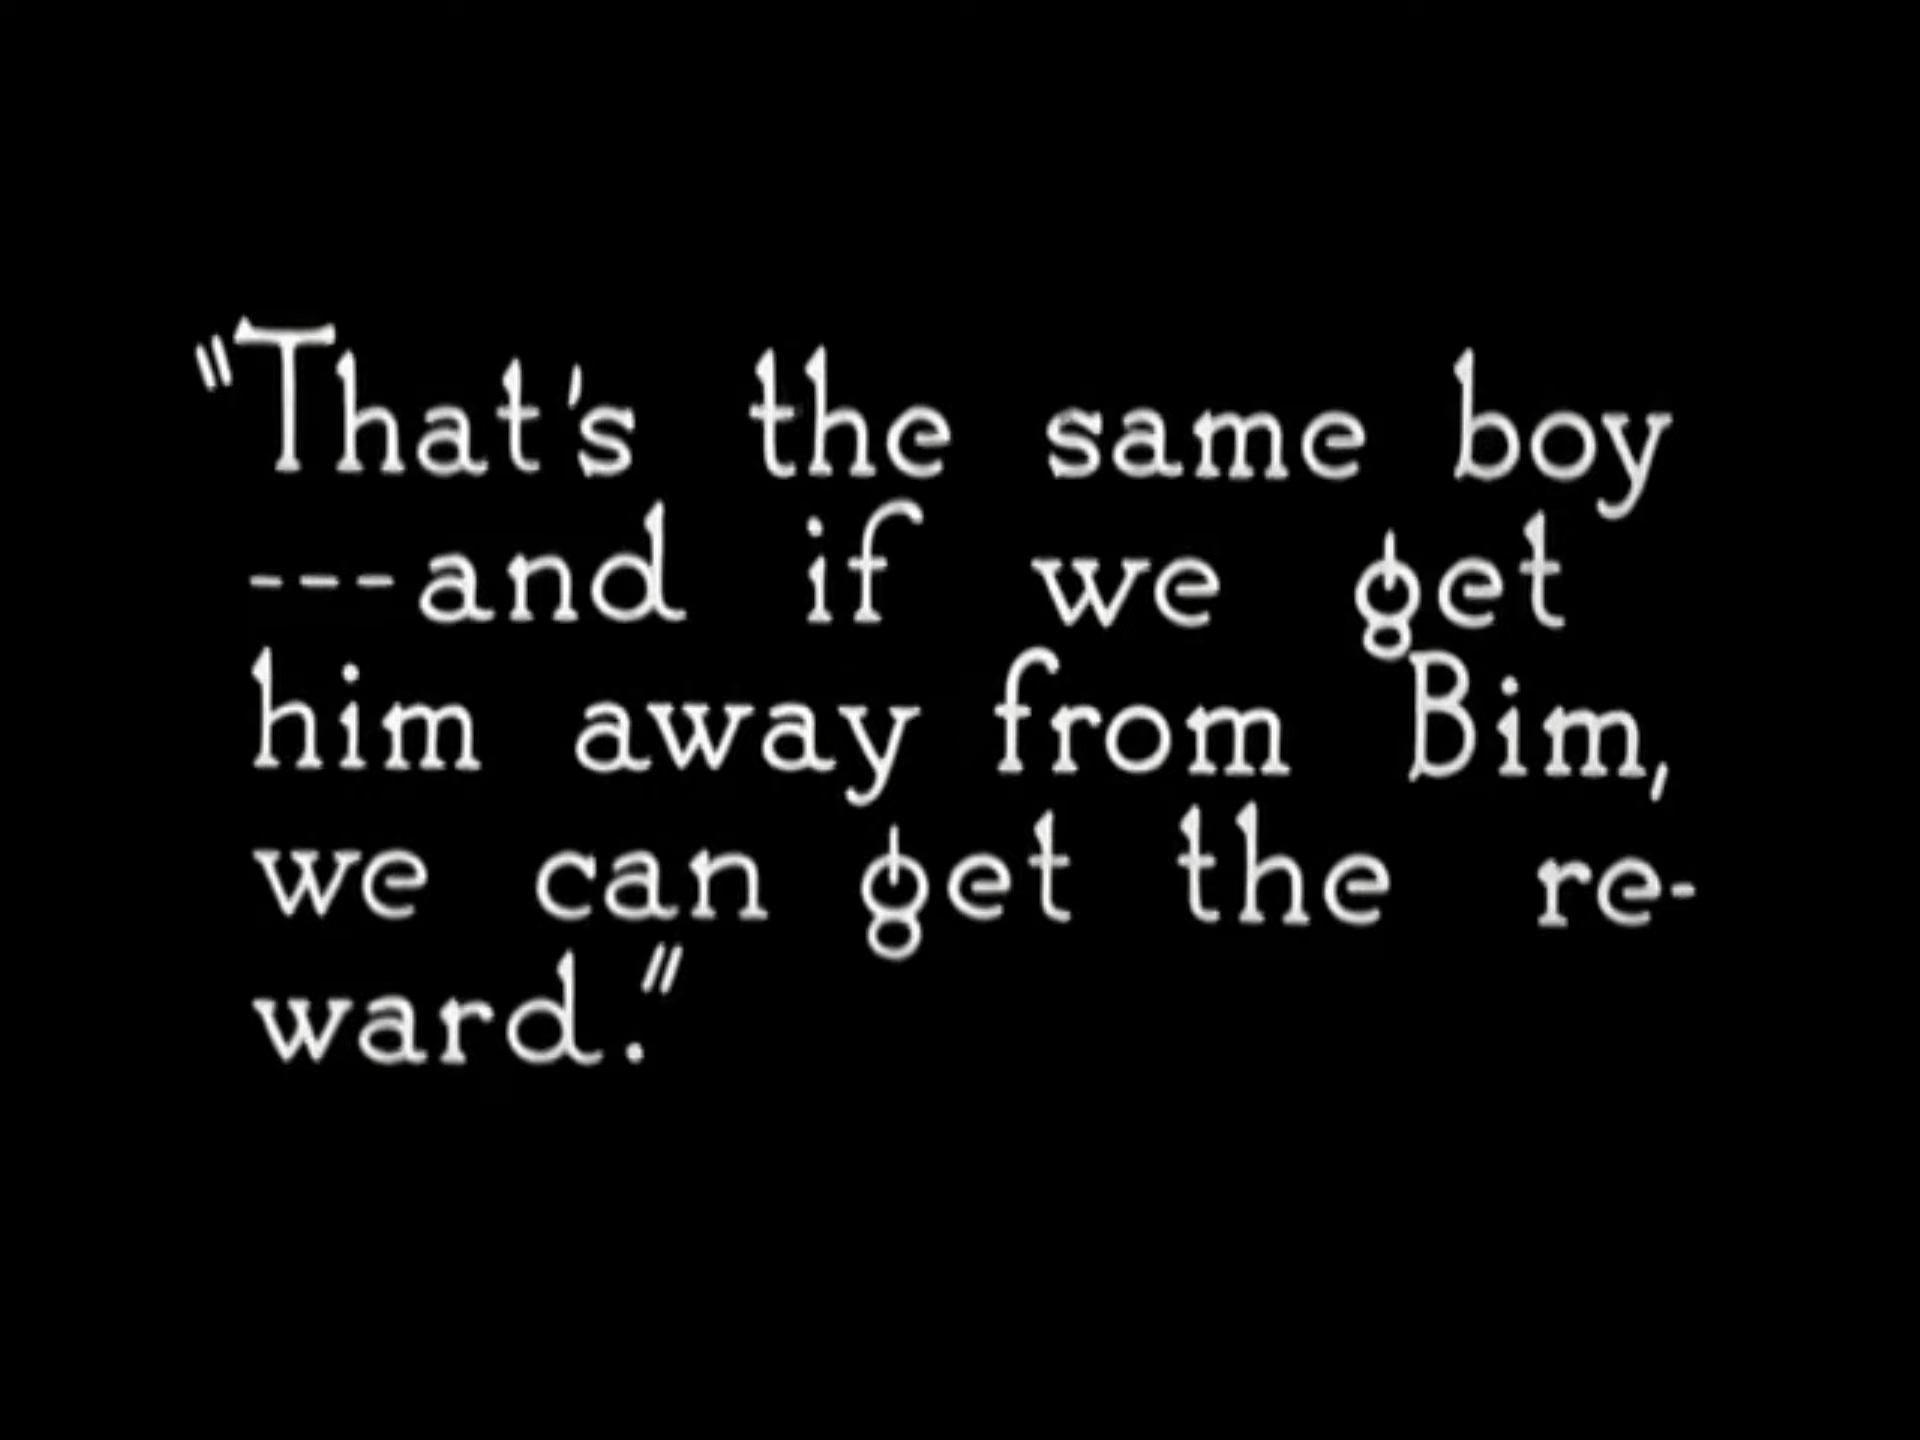 "That's the same boy
---and if we get
him away from Bim,
we can get the re-
ward."